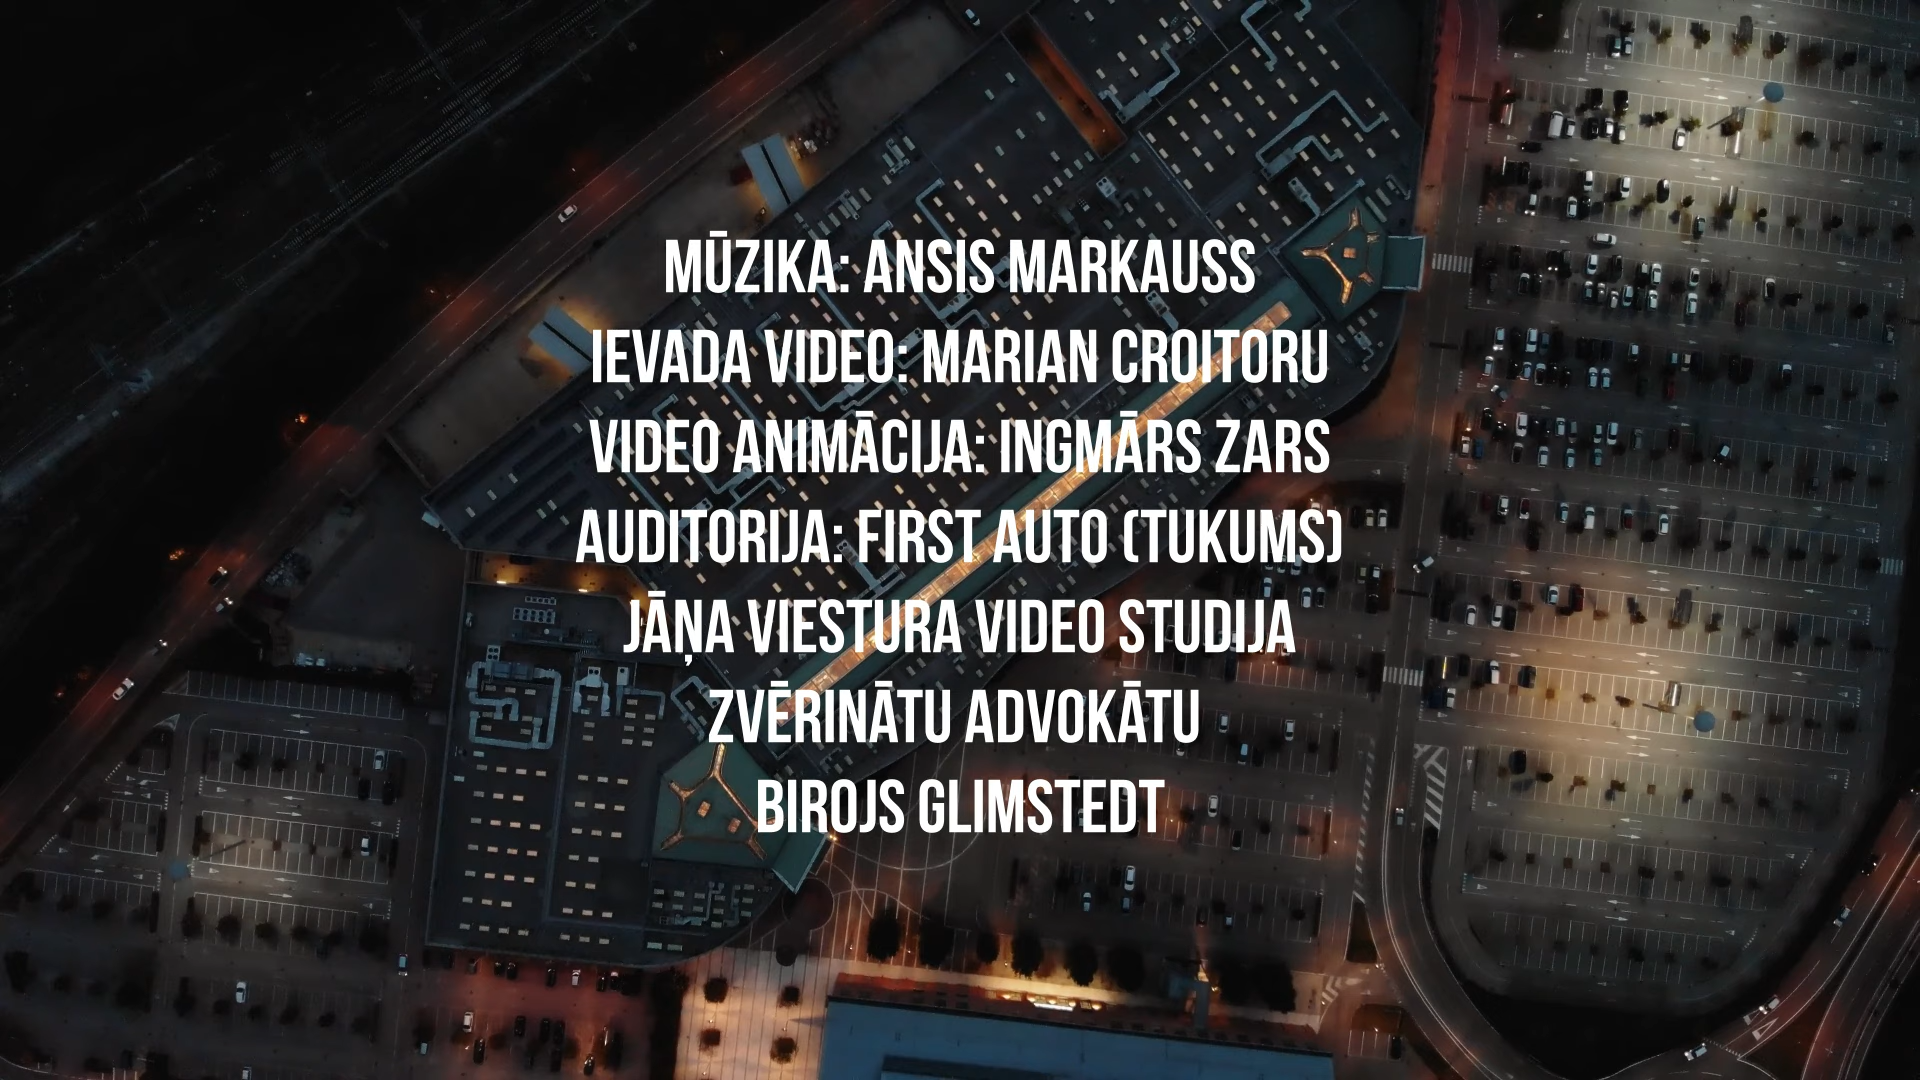 MŪZIKA: ANSIS MARKAUSS
IEVADA VIDEO: MARIAN CROITORU
VIDEO ANIMĀCIJA: INGMĀRS ZARS
AUDITORIJA: FIRST AUTO (TUKUMS)
JĀŅA VIESTURA VIDEO STUDIJA
ZVĒRINĀTU ADVOKĀTU
BIROJS GLIMSTEDT